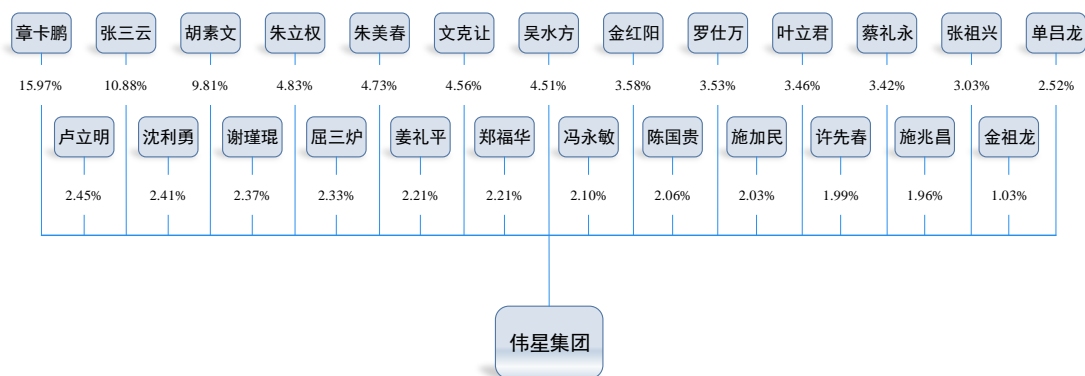 章卡鹏 张三云 胡素文 朱立权 朱美春 文克让 吴水方 金红阳 罗仕万 叶立君 蔡礼永 张祖兴 单吕龙
15.97% 10.88% 9.81% 4.83% 4.73% 4.56% 4.51% 3.58% 3.53% 3.46% 3.42% 3.03% 2.52%
卢立明 沈利勇 谢瑾琨 屈三炉 姜礼平 郑福华 冯永敏 陈国贵 施加民 许先春 施兆昌 金祖龙
2.45% 2.41% 2.37% 2.33% 2.21% 2.21% 2.10% 2.06% 2.03% 1.99% 1.96% 1.03%
伟星集团